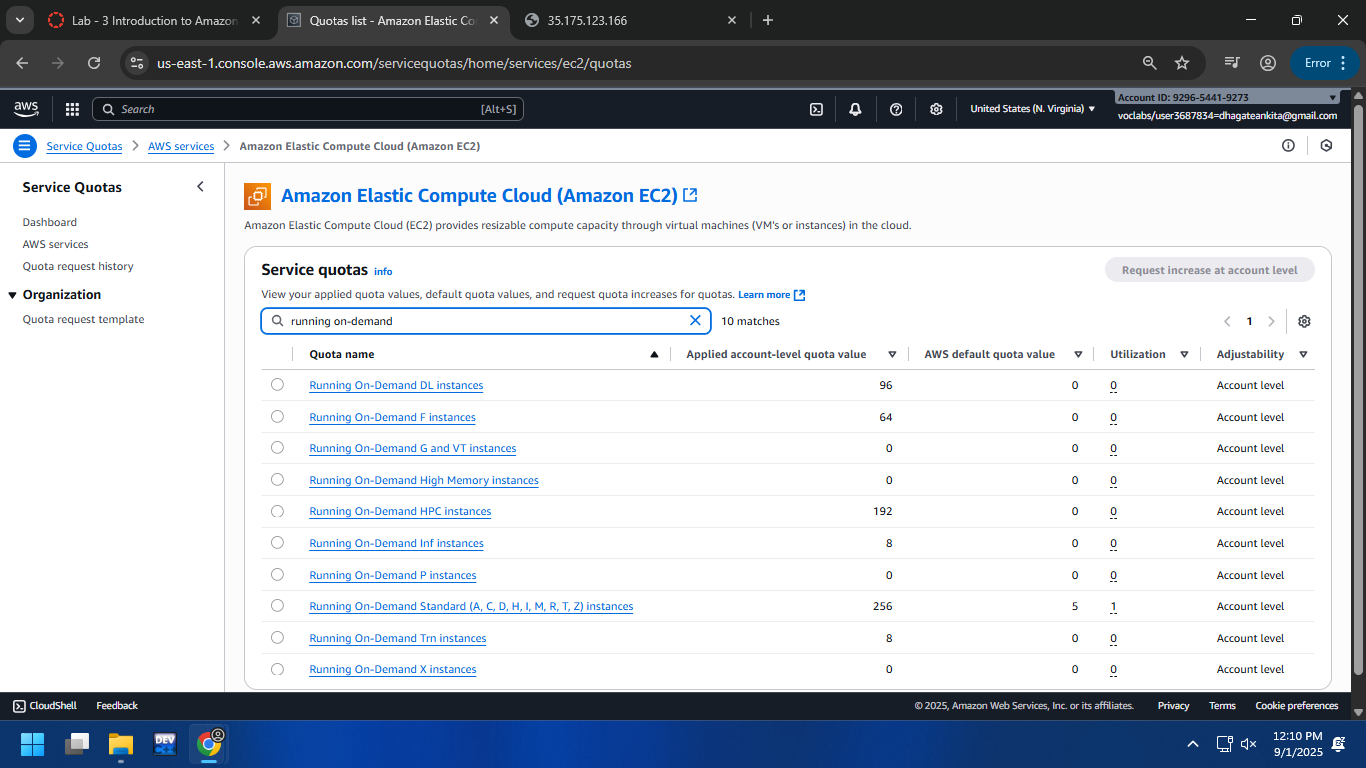 Lab - 3 Introduction to Amazon
Quotas list - Amazon Elastic Co
35.175.123.166
us-east-1.console.aws.amazon.com/servicequotas/home/services/ec2/quotas
Error
aws
Search
[Alt+S]
United States (N. Virginia)
Account ID: 9296-5441-9273
voclabs/user3687834=dhagateankita@gmail.com
Service Quotas
AWS services
Amazon Elastic Compute Cloud (Amazon EC2)
Service Quotas
Dashboard
AWS services
Quota request history
Organization
Quota request template
Amazon Elastic Compute Cloud (Amazon EC2)
Amazon Elastic Compute Cloud (EC2) provides resizable compute capacity through virtual machines (VM's or instances) in the cloud.
Service quotas info
Request increase at account level
View your applied quota values, default quota values, and request quota increases for quotas. Learn more
running on-demand
10 matches
1
Quota name Applied account-level quota value AWS default quota value Utilization Adjustability
Running On-Demand DL instances 96 0 0 Account level
Running On-Demand F instances 64 0 0 Account level
Running On-Demand G and VT instances 0 0 0 Account level
Running On-Demand High Memory instances 0 0 0 Account level
Running On-Demand HPC instances 192 0 0 Account level
Running On-Demand Inf instances 8 0 0 Account level
Running On-Demand P instances 0 0 0 Account level
Running On-Demand Standard (A, C, D, H, I, M, R, T, Z) instances 256 5 1 Account level
Running On-Demand Trn instances 8 0 0 Account level
Running On-Demand X instances 0 0 0 Account level
CloudShell Feedback © 2025, Amazon Web Services, Inc. or its affiliates. Privacy Terms Cookie preferences
DEV
12:10 PM
9/1/2025